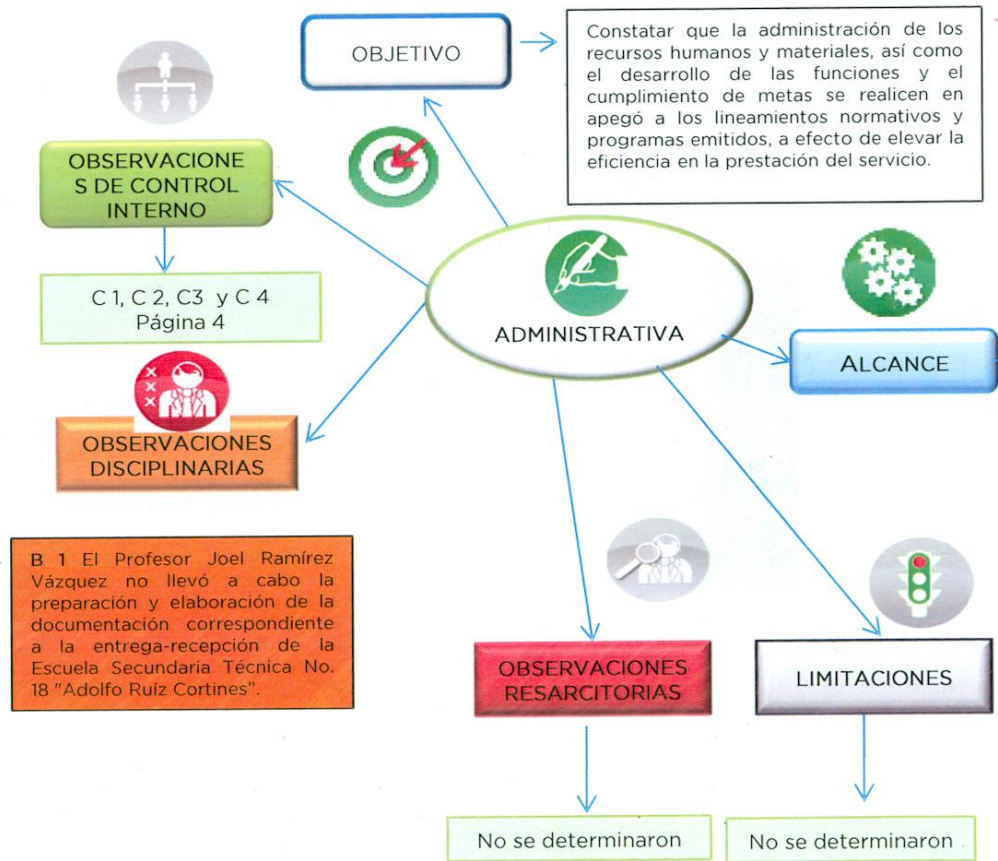 OBJETIVO
Constatar que la administración de los
recursos humanos y materiales, así como
el desarrollo de las funciones y el
cumplimiento de metas se realicen en
apegó a los lineamientos normativos y
programas emitidos, a efecto de elevar la
eficiencia en la prestación del servicio.
OBSERVACIONE
S DE CONTROL
INTERNO
C 1, C 2, C3 y C 4
Página 4
ADMINISTRATIVA
ALCANCE
OBSERVACIONES
DISCIPLINARIAS
B 1 El Profesor Joel Ramírez
Vázquez no llevó a cabo la
preparación y elaboración de la
documentación correspondiente
a la entrega-recepción de la
Escuela Secundaria Técnica No.
18 "Adolfo Ruíz Cortines".
OBSERVACIONES
RESARCITORIAS
LIMITACIONES
No se determinaron
No se determinaron